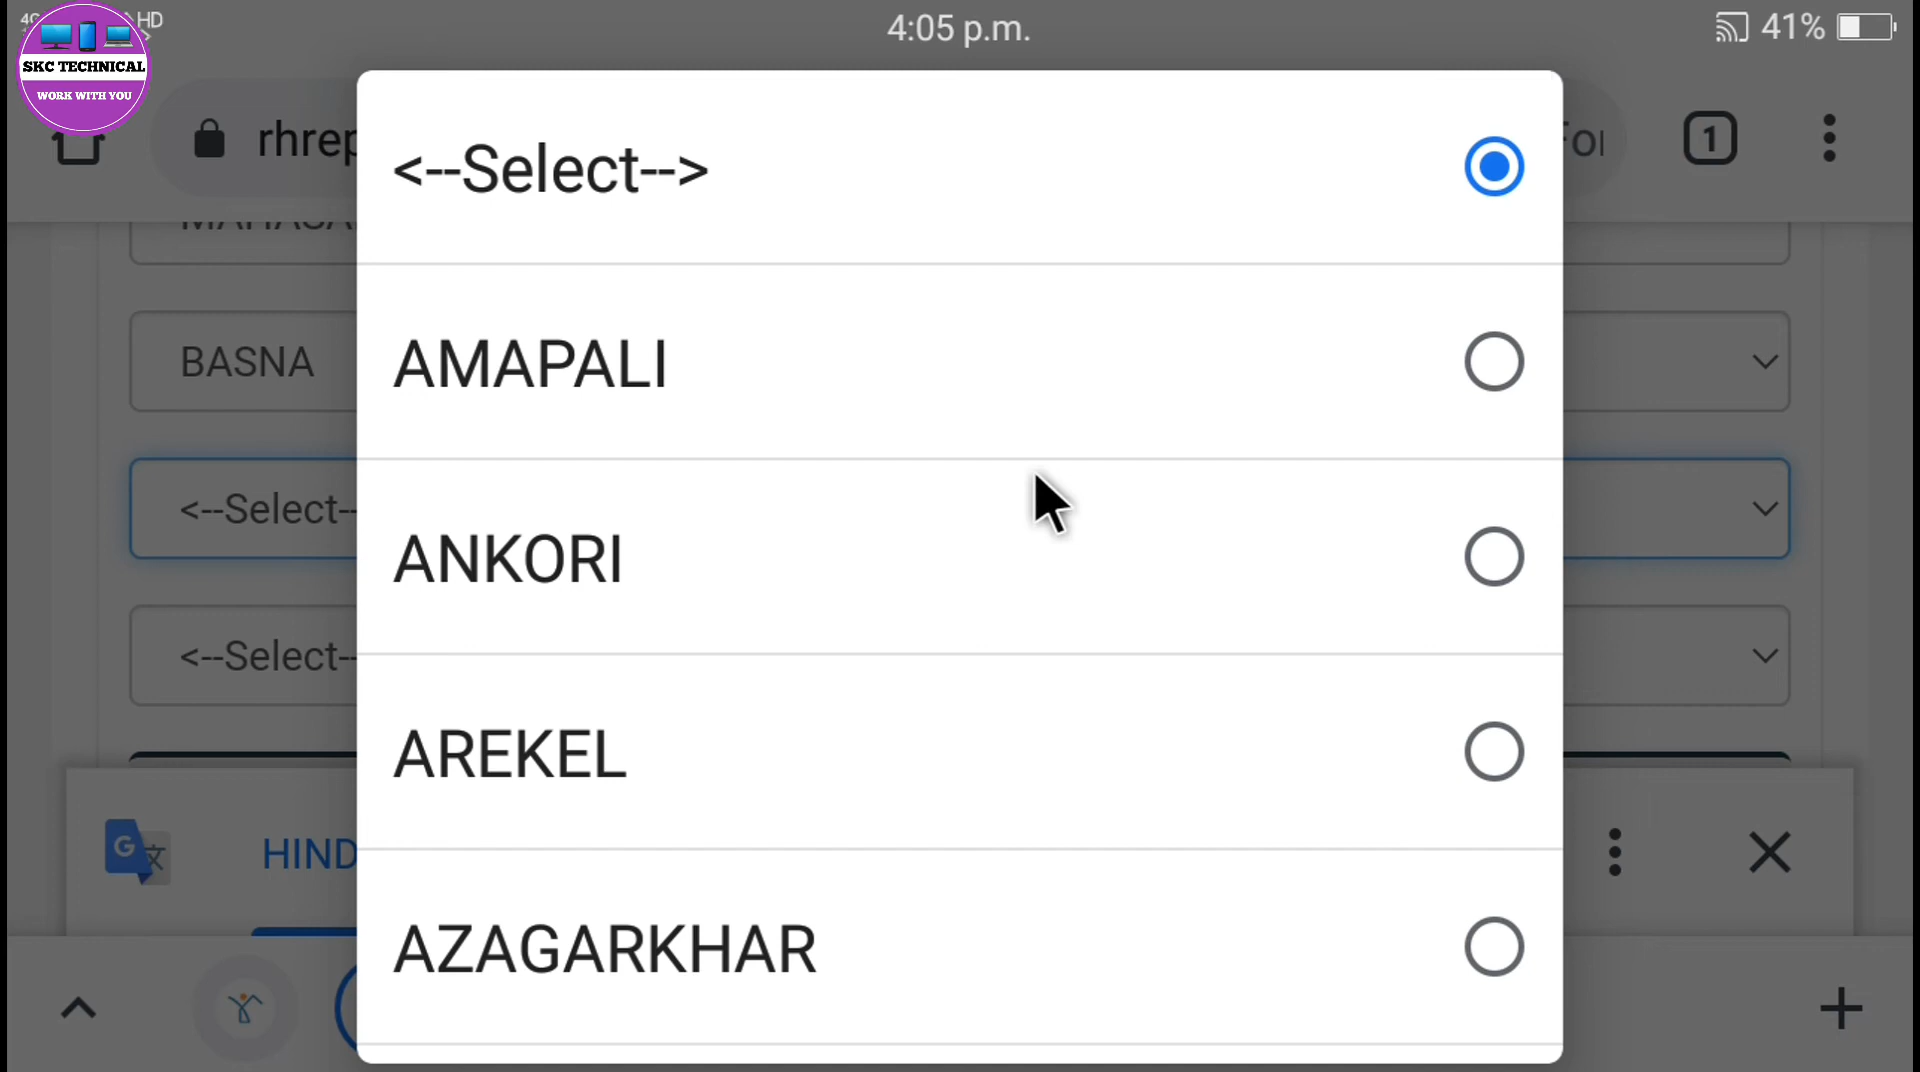 HD
4:05 p.m.
41%
SKC TECHNICAL
WORK WITH YOU
rhrep
1
<--Select-->
AMAPALI
BASNA
<--Select--
ANKORI
<--Select--
AREKEL
HIND
AZAGARKHAR